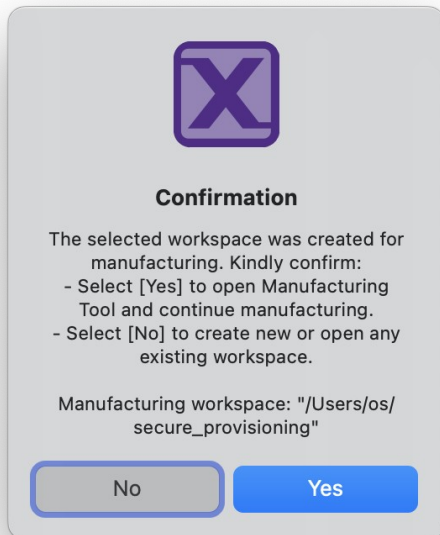 X
Confirmation
The selected workspace was created for
manufacturing. Kindly confirm:
- Select [Yes] to open Manufacturing
Tool and continue manufacturing.
- Select [No] to create new or open any
existing workspace.
Manufacturing workspace: "/Users/os/
secure_provisioning"
No
Yes